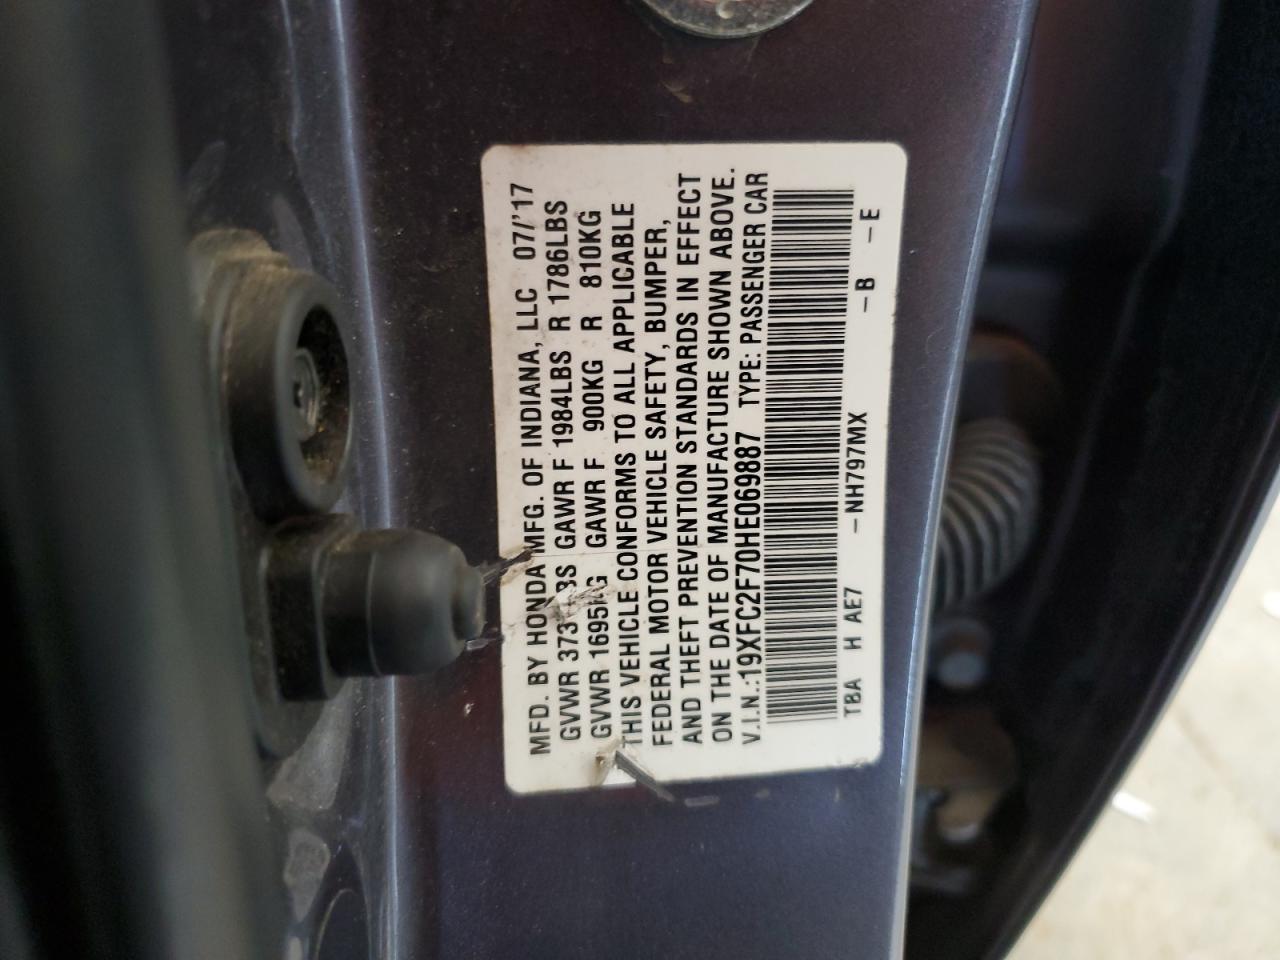 MFD. BY HONDA MFG. OF INDIANA, LLC 07/'17
GVWR 373 BS GAWR F 1984LBS R 1786LBS
GVWR 1695 G GAWR F 900KG R 810KG
THIS VEHICLE CONFORMS TO ALL APPLICABLE
FEDERAL MOTOR VEHICLE SAFETY, BUMPER,
AND THEFT PREVENTION STANDARDS IN EFFECT
ON THE DATE OF MANUFACTURE SHOWN ABOVE.
V.I.N.:19XFC2F70HE069887 TYPE: PASSENGER CAR
TBA H AE7 -NH797MX -B -E